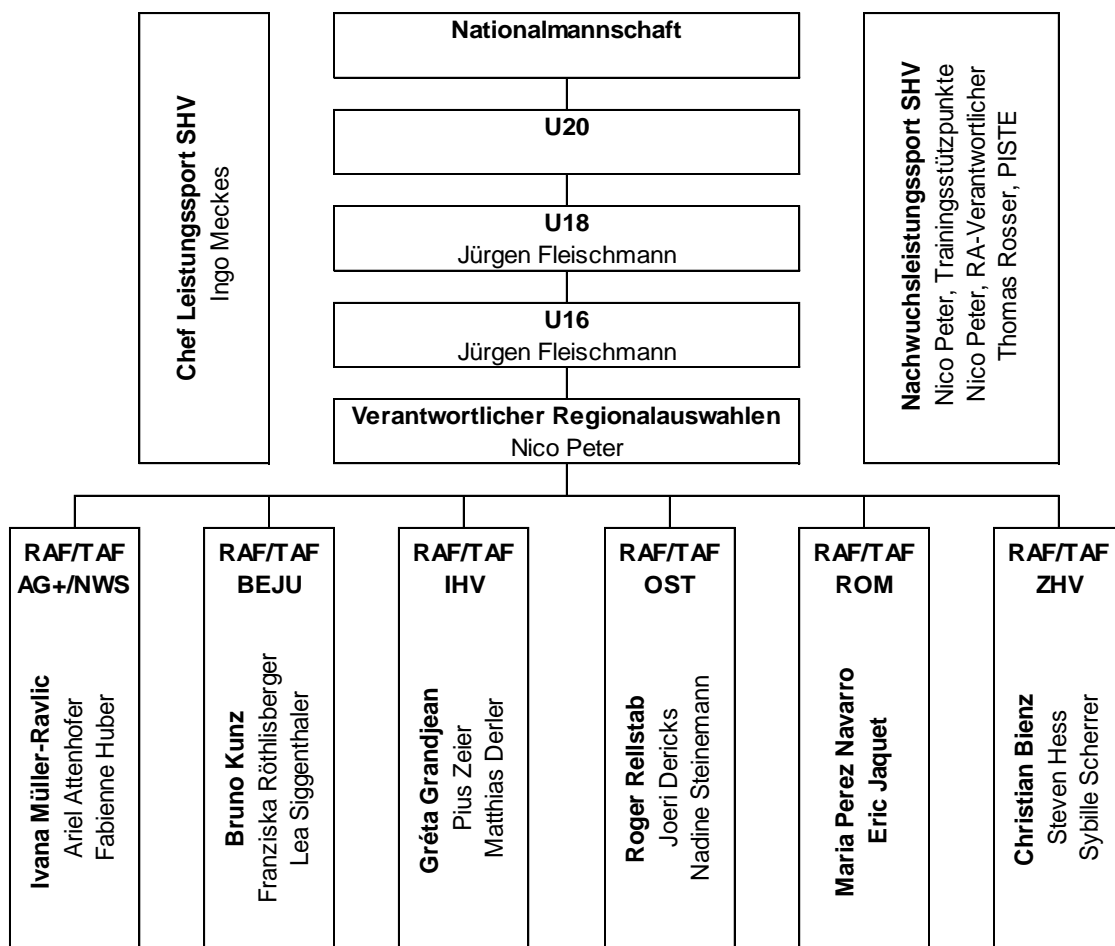 Nationalmannschaft
U20
U18
Jürgen Fleischmann
U16
Jürgen Fleischmann
Verantwortlicher Regionalauswahlen
Nico Peter
Chef Leistungssport SHV
Ingo Meckes
Nachwuchsleistungssport SHV
Nico Peter, Trainingsstützpunkte
Nico Peter, RA-Verantwortlicher
Thomas Rosser, PISTE
RAF/TAF
AG+/NWS
Ivana Müller-Ravlic
Ariel Attenhofer
Fabienne Huber
RAF/TAF
BEJU
Bruno Kunz
Franziska Röthlisberger
Lea Siggenthaler
RAF/TAF
IHV
Gréta Grandjean
Pius Zeier
Matthias Derler
RAF/TAF
OST
Roger Rellstab
Joeri Dericks
Nadine Steinemann
RAF/TAF
ROM
Maria Perez Navarro
Eric Jaquet
RAF/TAF
ZHV
Christian Bienz
Steven Hess
Sybille Scherrer